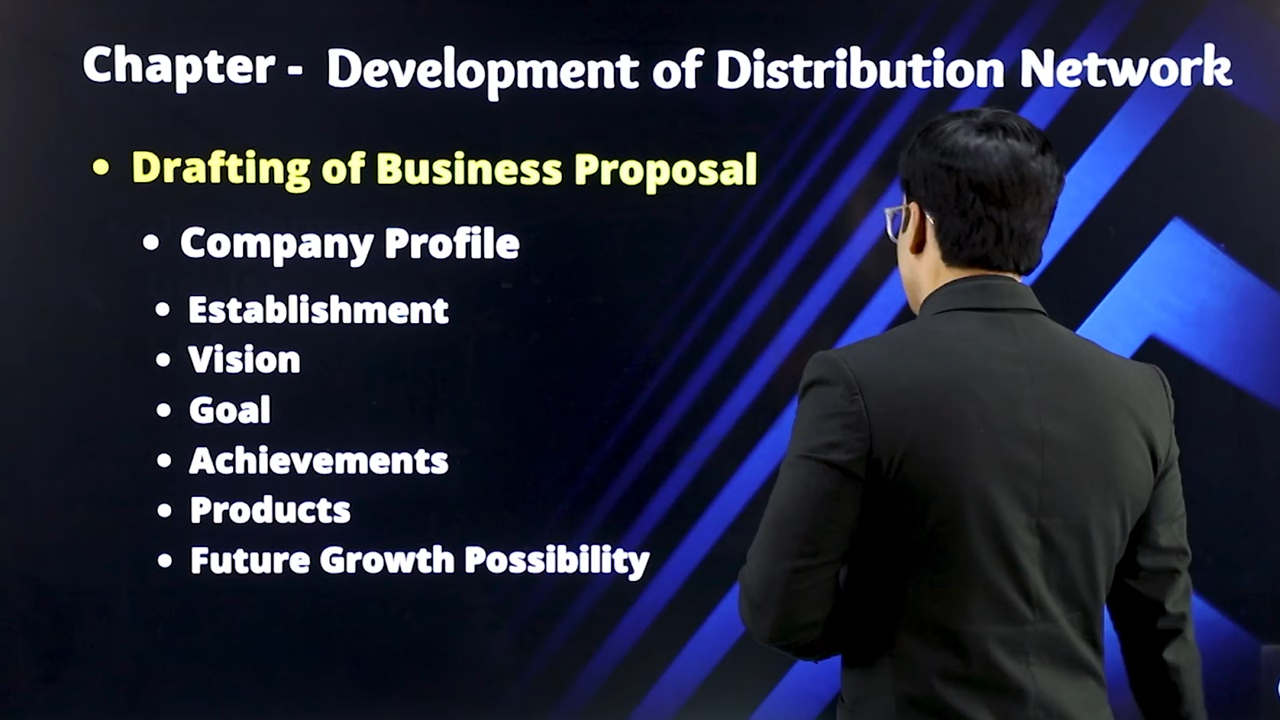 Chapter - Development of Distribution Network
• Drafting of Business Proposal
• Company Profile
• Establishment
• Vision
• Goal
• Achievements
• Products
• Future Growth Possibility